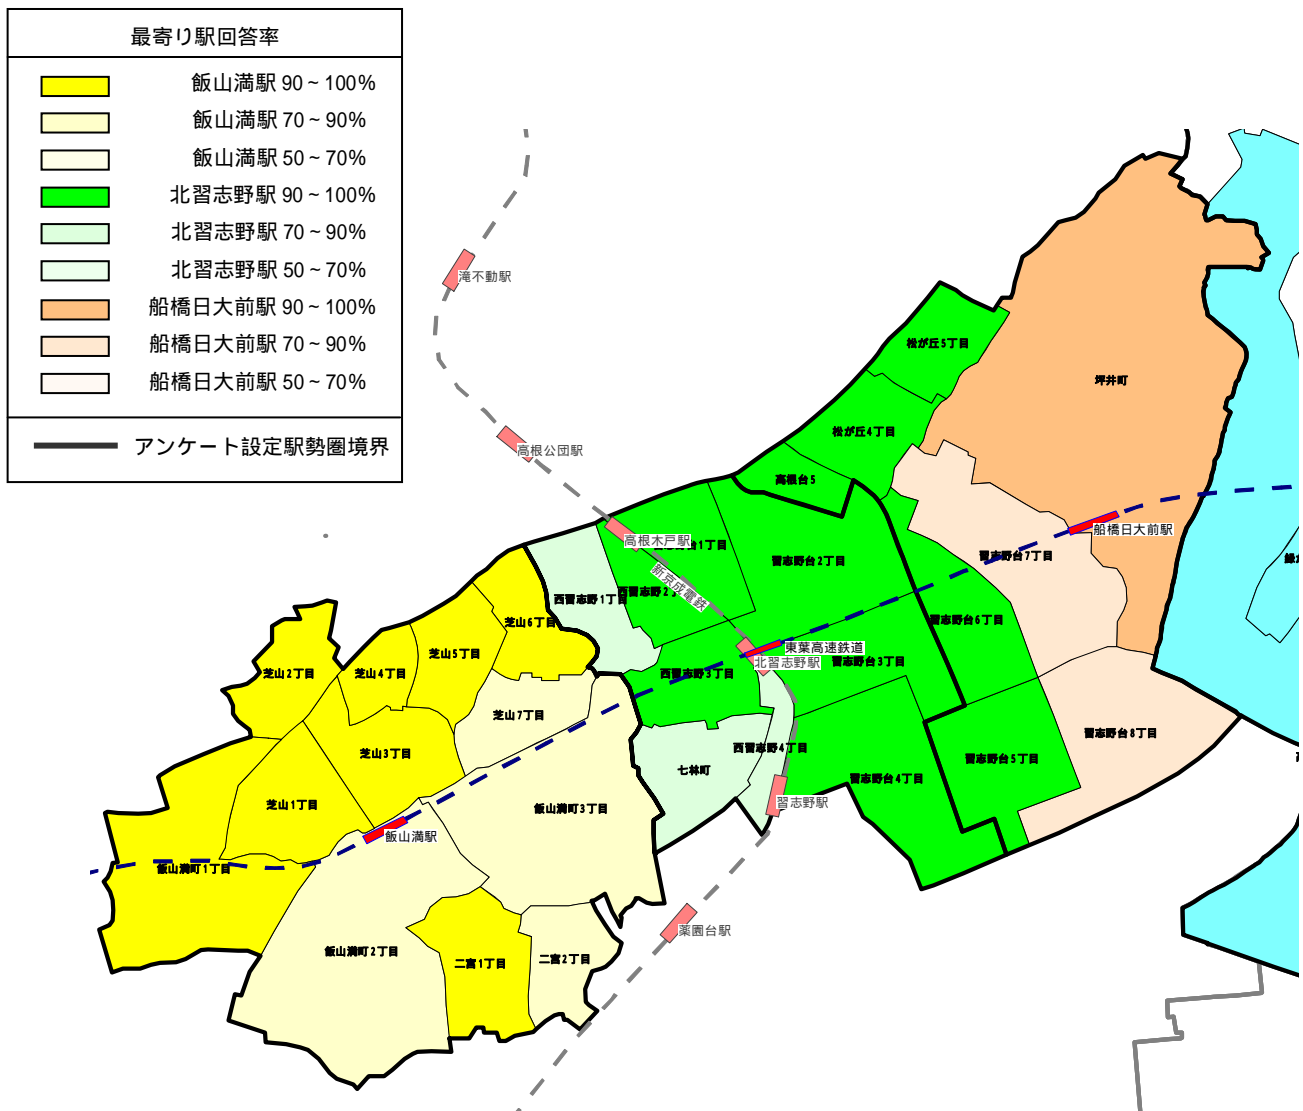 最寄り駅回答率
飯山満駅 90～100%
飯山満駅 70～90%
飯山満駅 50～70%
北習志野駅 90～100%
北習志野駅 70～90%
北習志野駅 50～70%
船橋日大前駅 90～100%
船橋日大前駅 70～90%
船橋日大前駅 50～70%
アンケート設定駅勢圏境界
滝不動駅
松が丘5丁目
坪井町
松が丘4丁目
高根公団駅
高根台5
船橋日大前駅
高根木戸駅
台1丁目
習志野台2丁目
習志野台7丁目
新京成電鉄
西習志野1丁目
西習志野2丁
芝山6丁目
習志野台6丁目
東葉高速鉄道
北習志野駅
習志野台3丁目
芝山5丁目
芝山2丁目
芝山4丁目
西習志野3丁目
芝山7丁目
習志野台8丁目
芝山3丁目
西習志野4丁目
習志野台5丁目
七林町
習志野台4丁目
芝山1丁目
習志野駅
飯山満町3丁目
飯山満駅
飯山満町1丁目
薬園台駅
飯山満町2丁目
二宮1丁目
二宮2丁目